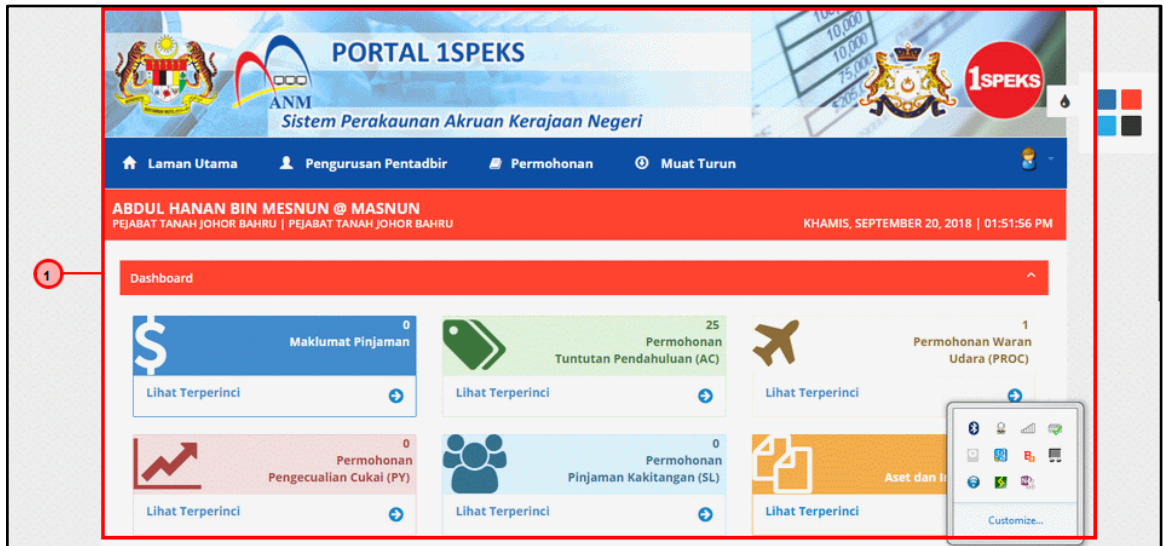 PORTAL 1SPEKS
ANM
Sistem Perakaunan Akruan Kerajaan Negeri
1SPEKS
Laman Utama
Pengurusan Pentadbir
Permohonan
Muat Turun
ABDUL HANAN BIN MESNUN @ MASNUN
PEJABAT TANAH JOHOR BAHRU | PEJABAT TANAH JOHOR BAHRU
KHAMIS, SEPTEMBER 20, 2018 | 01:51:56 PM
1
Dashboard
0
Maklumat Pinjaman
Lihat Terperinci
25
Permohonan
Tuntutan Pendahuluan (AC)
Lihat Terperinci
1
Permohonan Waran
Udara (PROC)
Lihat Terperinci
0
Permohonan
Pengecualian Cukai (PY)
Lihat Terperinci
0
Permohonan
Pinjaman Kakitangan (SL)
Lihat Terperinci
Aset dan
Lihat Terperinci
Customize...